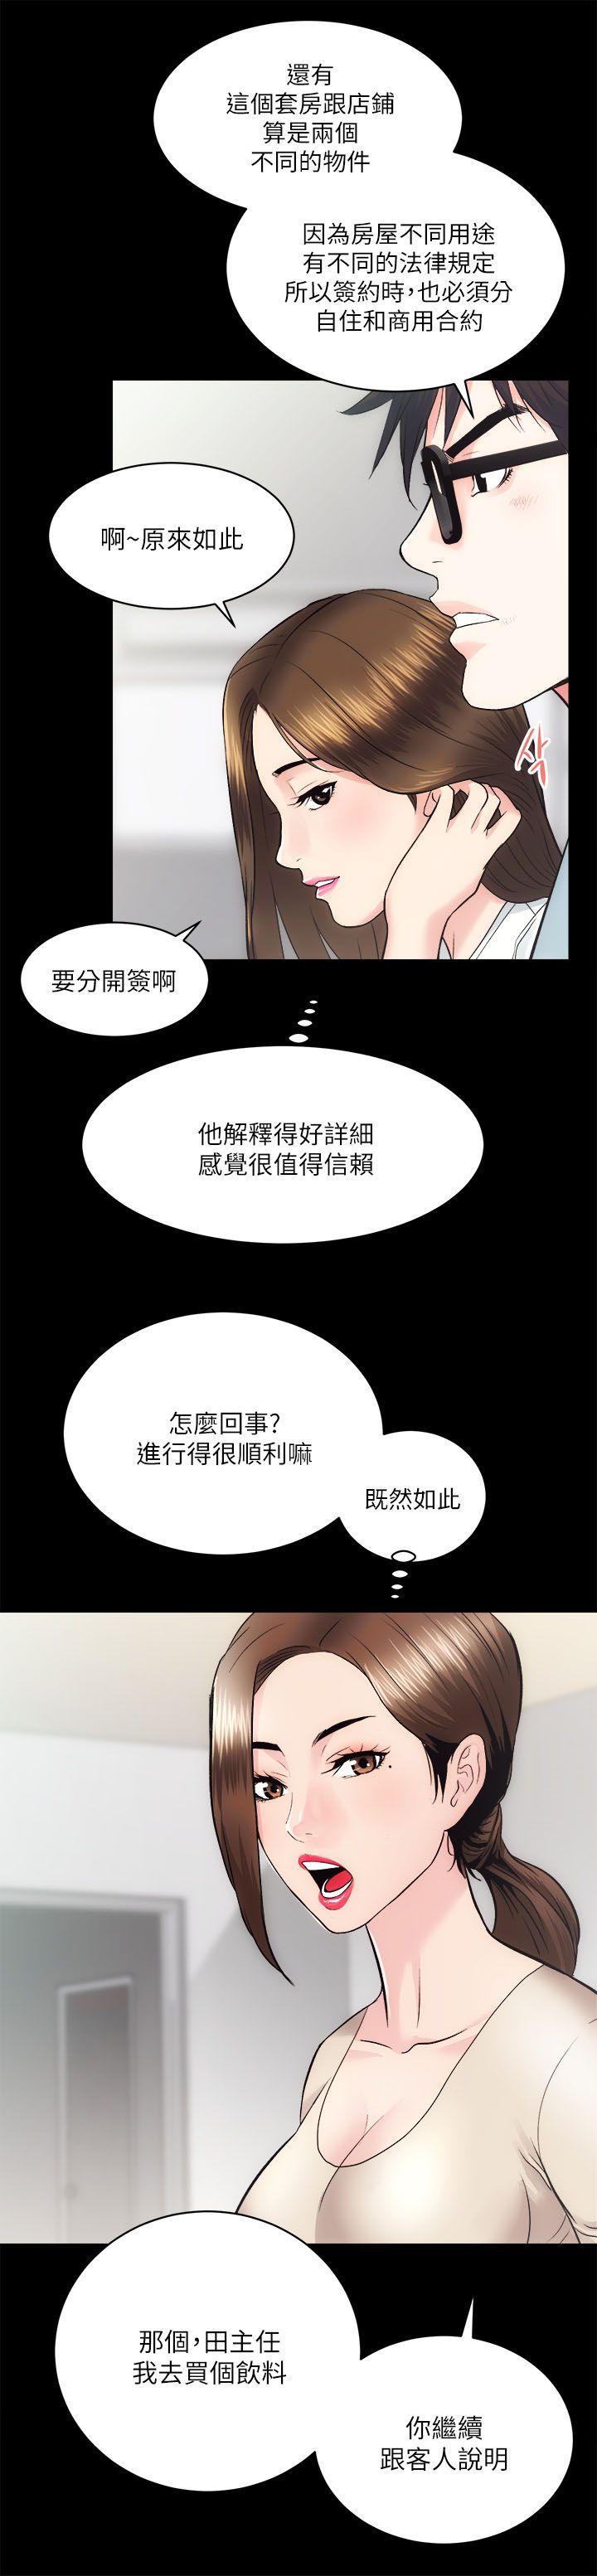 還有
這個套房跟店鋪
算是兩個
不同的物件
因為房屋不同用途
有不同的法律規定
所以簽約時,也必須分
自住和商用合約
啊~原來如此
삭
要分開簽啊
他解釋得好詳細
感覺很值得信賴
怎麼回事?
進行得很順利嘛
既然如此
那個,田主任
我去買個飲料
你繼續
跟客人說明